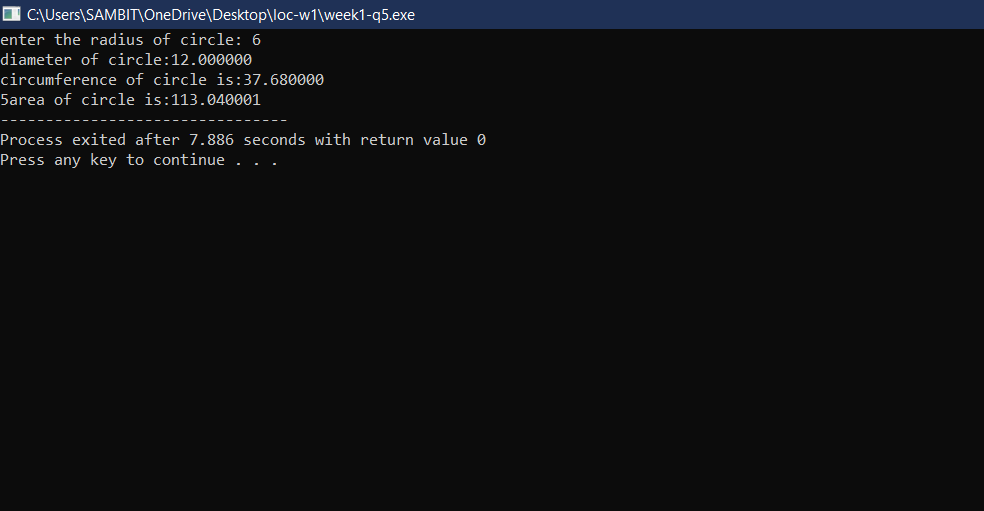 C:\Users\SAMBIT\OneDrive\Desktop\loc-w1\week1-q5.exe
enter the radius of circle: 6
diameter of circle:12.000000
circumference of circle is:37.680000
5area of circle is:113.040001
--------------------------------
Process exited after 7.886 seconds with return value 0
Press any key to continue . . .